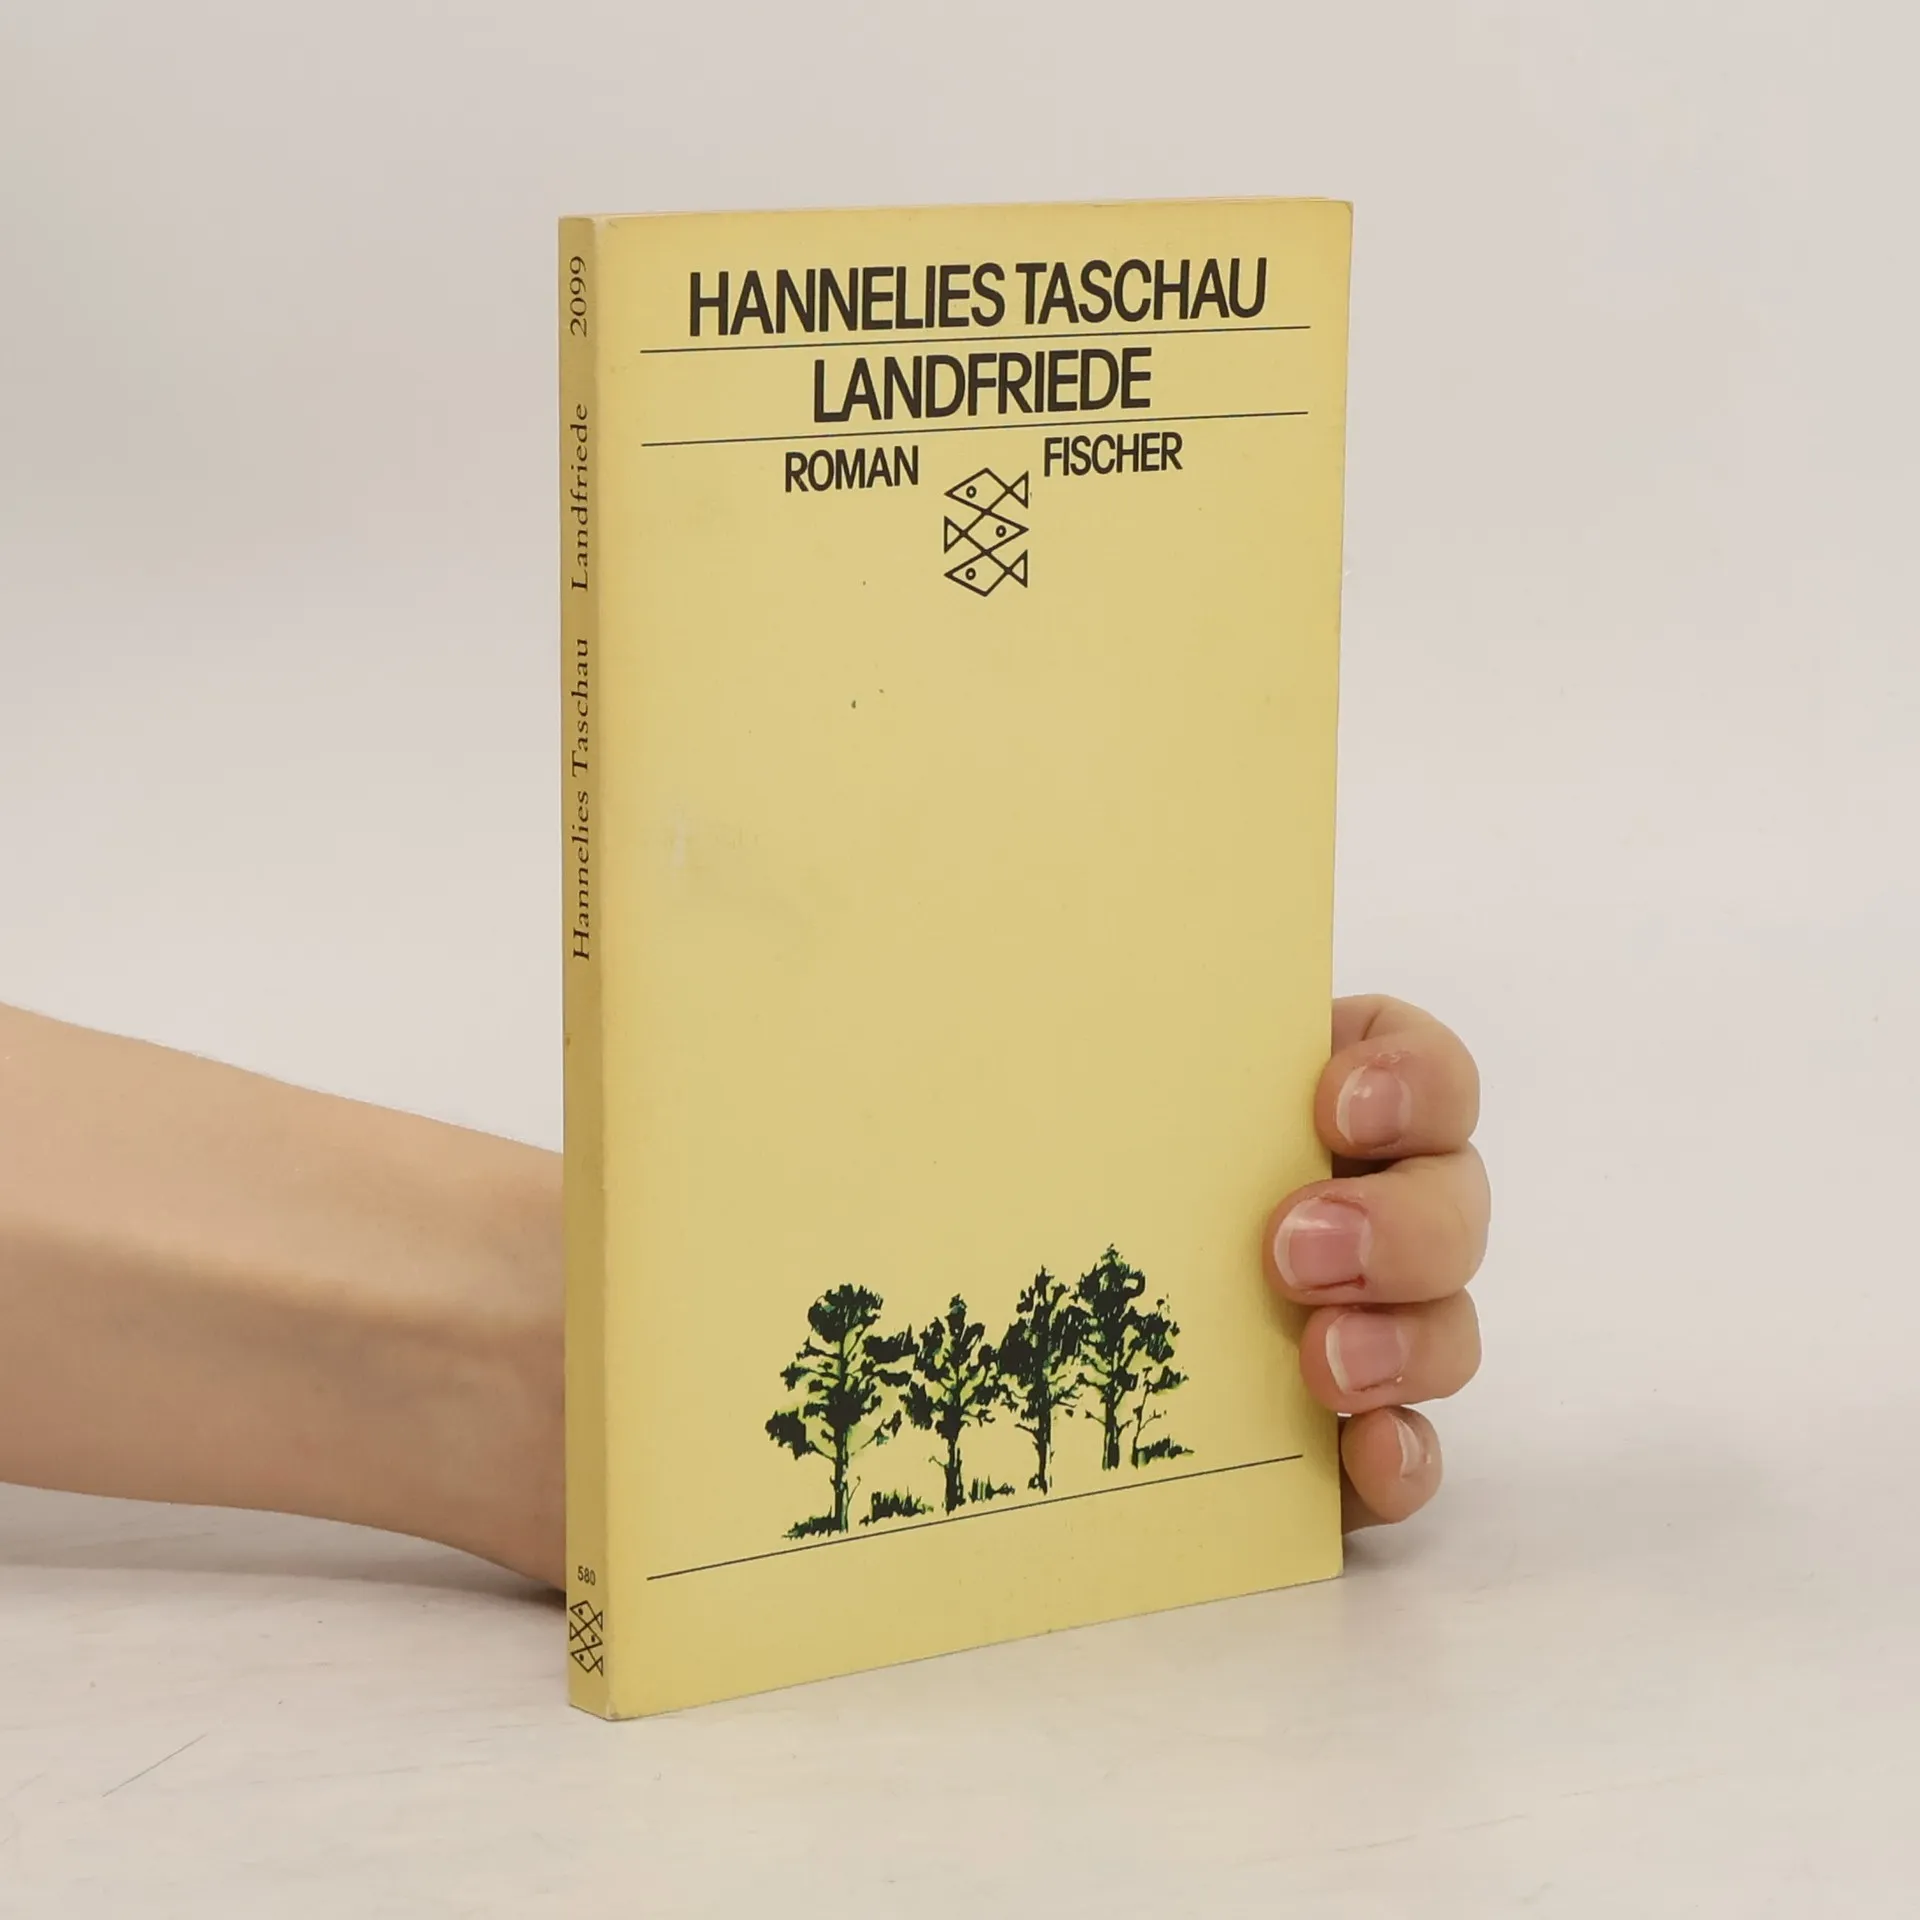 HANNELIES TASCHAU
LANDFRIEDE
ROMAN FISCHER
Hannelies Taschau Landfriede 2099
580